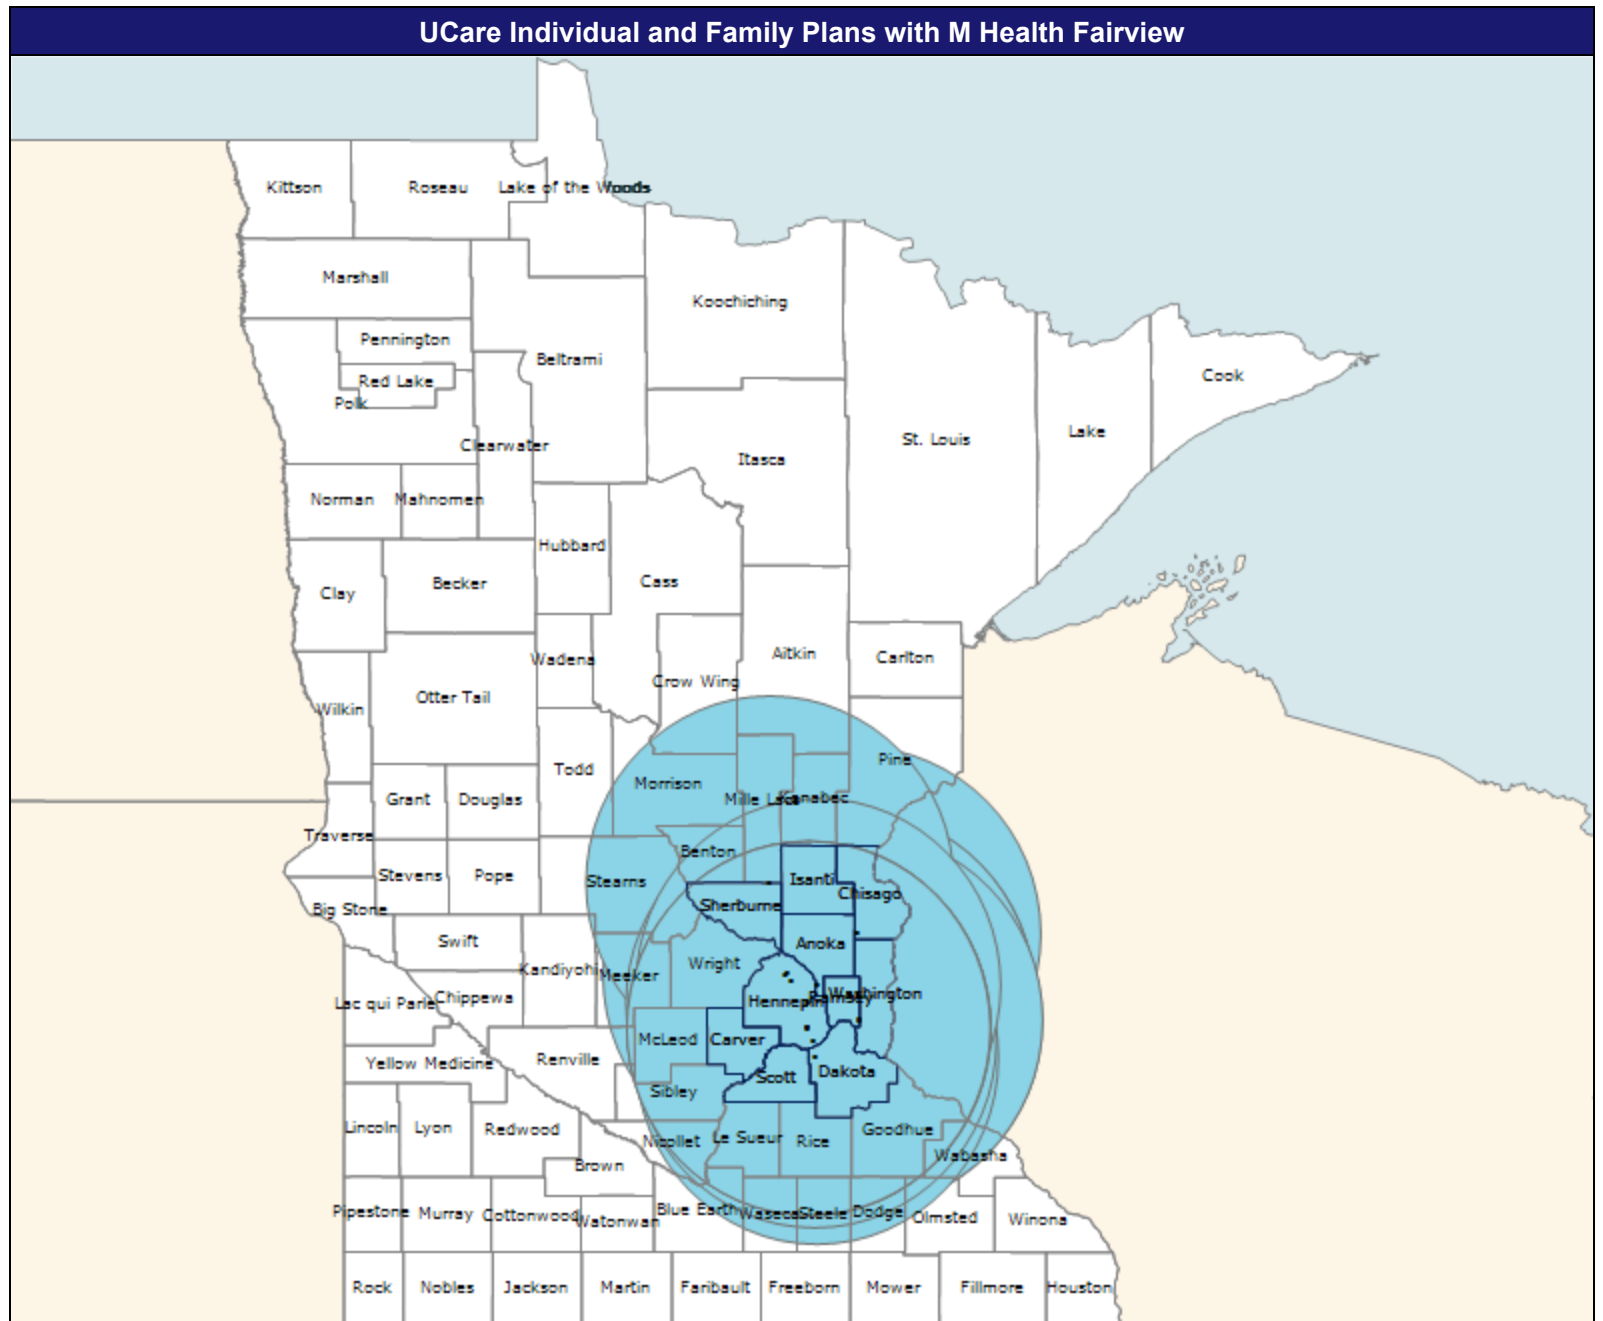 UCare Individual and Family Plans with M Health Fairview
Kittson
Roseau
Lake of the Woods
Marshall
Koochiching
Pennington
Beltrami
Red Lake
Cook
Polk
Lake
St. Louis
Clearwater
Itasca
Norman
Mahnomen
Hubbard
Cass
Becker
Clay
Aitkin
Carlton
Wadena
Crow Wing
Otter Tail
Wilkin
Pine
Todd
Morrison
Mille Lacs
Kanabec
Grant
Douglas
Traverse
Benton
Stevens
Pope
Stearns
Isanti
Chisago
Sherburne
Big Stone
Swift
Anoka
Kandiyohi
Meeker
Wright
Lac qui Parle
Chippewa
Hennepin
Ramsey
Washington
McLeod
Carver
Yellow Medicine
Renville
Scott
Dakota
Sibley
Lincoln
Lyon
Redwood
Nicollet
Le Sueur
Rice
Goodhue
Wabasha
Brown
Pipestone
Murray
Cottonwood
Watonwan
Blue Earth
Waseca
Steele
Dodge
Olmsted
Winona
Rock
Nobles
Jackson
Martin
Faribault
Freeborn
Mower
Fillmore
Houston